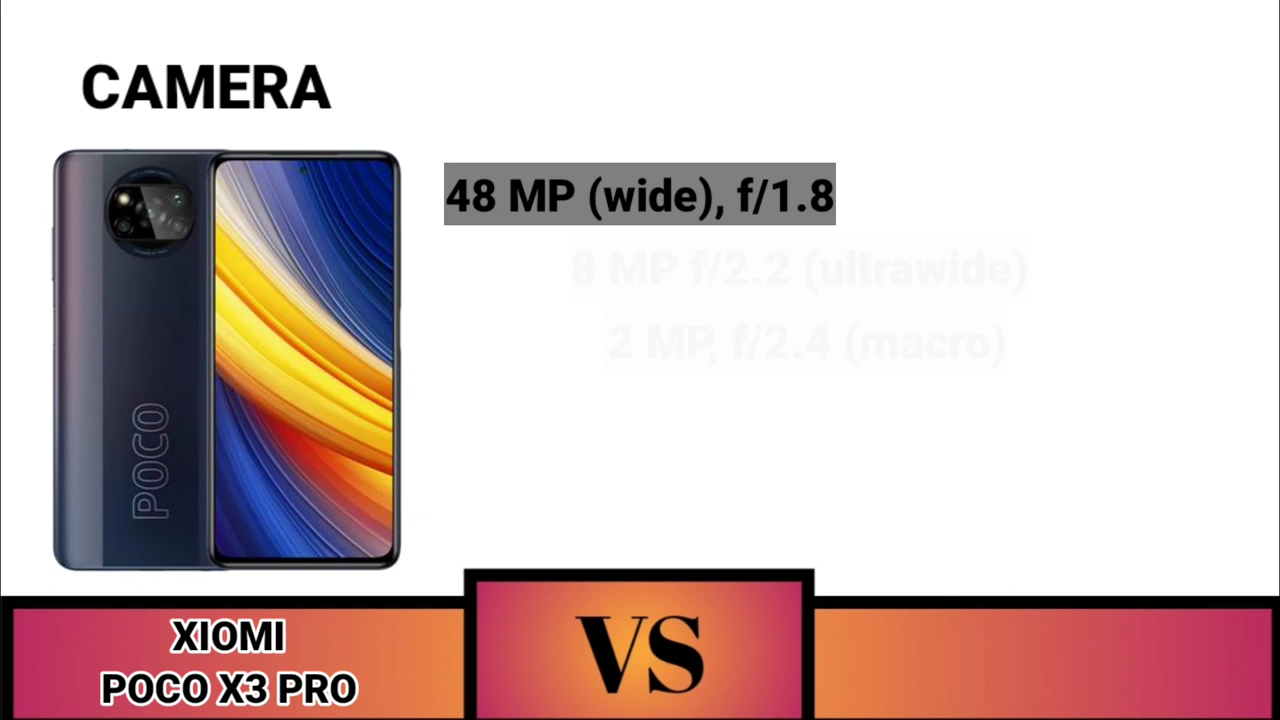 CAMERA
48 MP (wide), f/1.8
8 MP f/2.2 (ultrawide)
2 MP, f/2.4 (macro)
POCO
VS
XIOMI
POCO X3 PRO